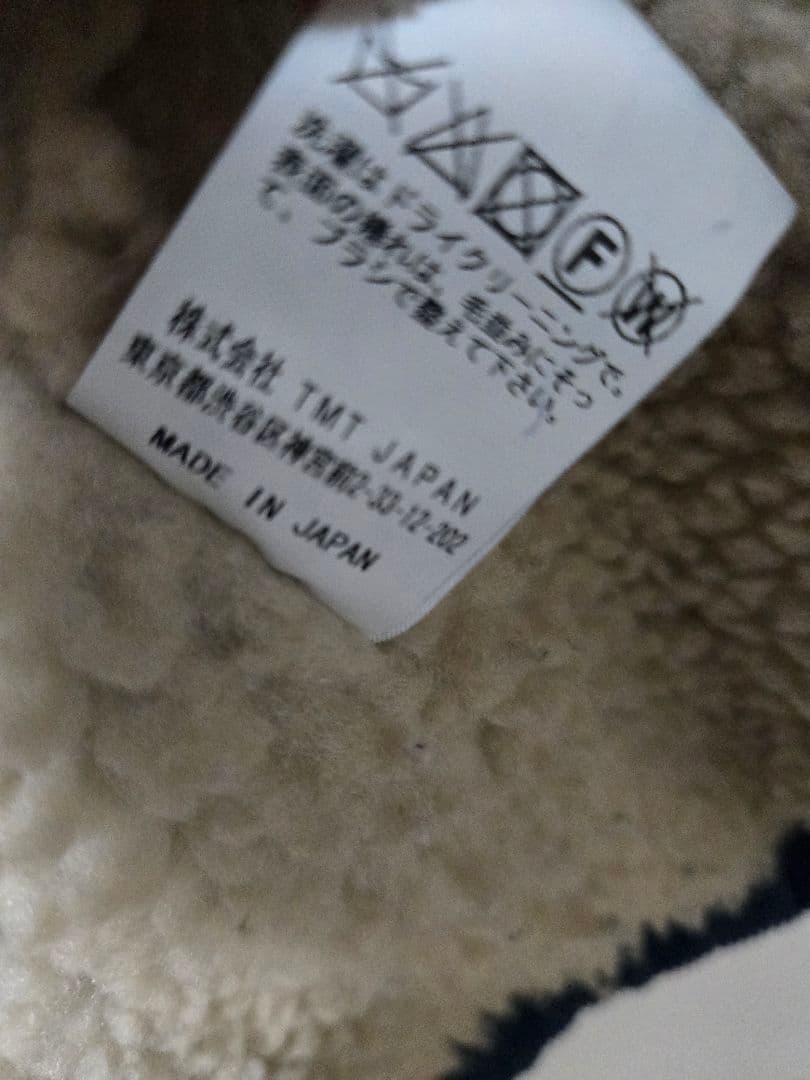 F
W
洗濯はドライクリーニングで。
表面の擦れは、毛並みにそっ
て。ブラシで整えて下さい。
株式会社 TMT JAPAN
東京都渋谷区神宮前2-33-12-202
MADE IN JAPAN